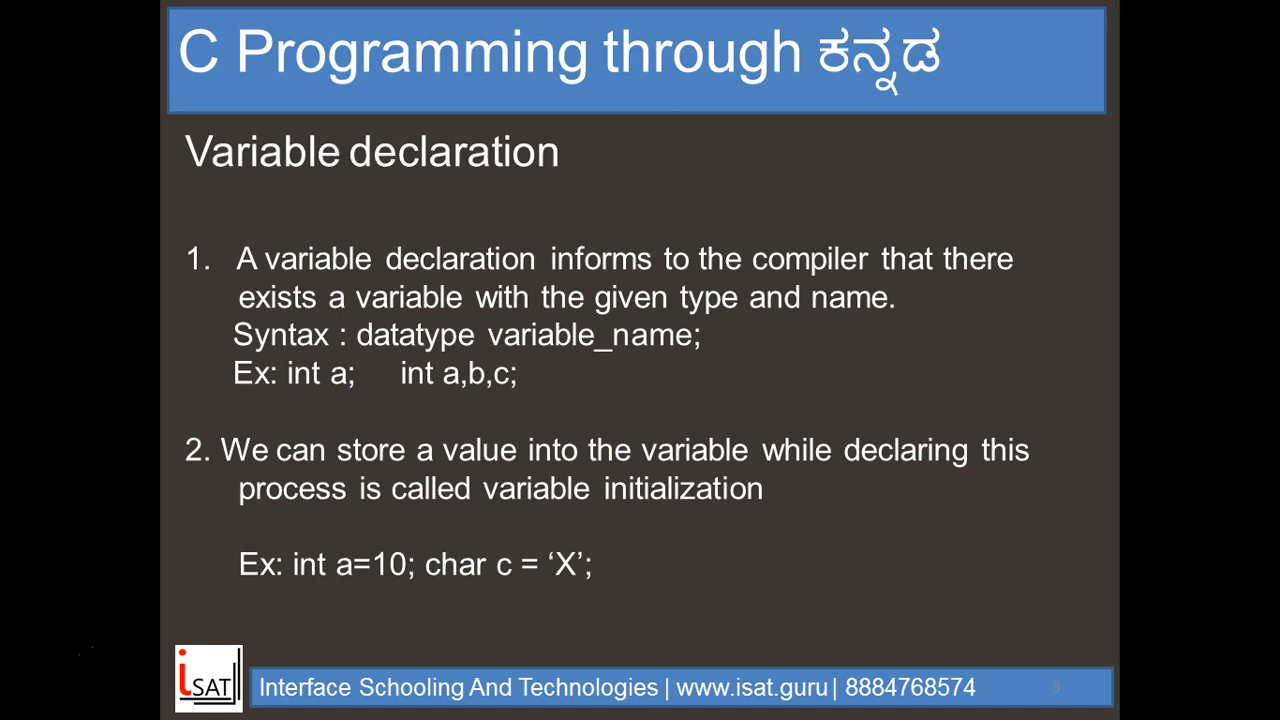 C Programming through ಕನ್ನಡ
Variable declaration
1. A variable declaration informs to the compiler that there
exists a variable with the given type and name.
Syntax : datatype variable_name;
Ex: int a; int a,b,c;
2. We can store a value into the variable while declaring this
process is called variable initialization
Ex: int a=10; char c = ‘X’;
iSAT
Interface Schooling And Technologies | www.isat.guru | 8884768574
3